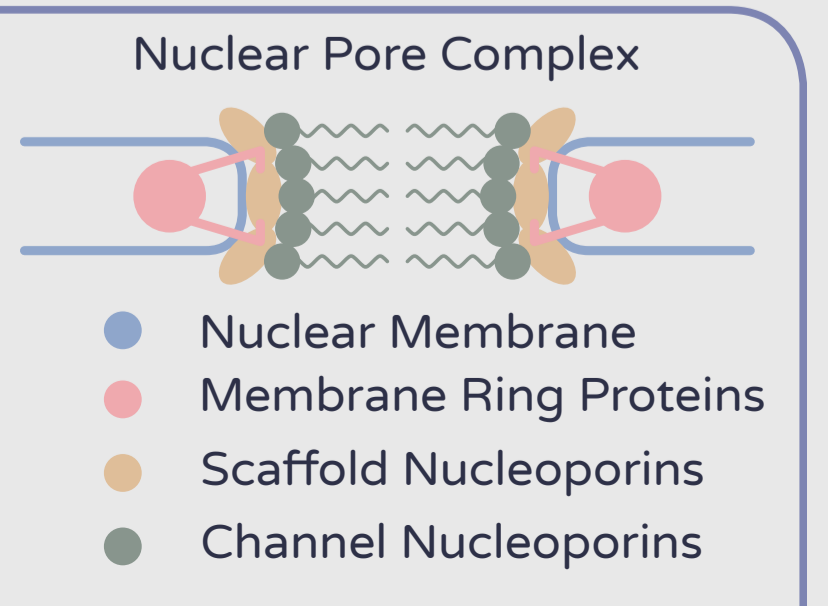 Nuclear Pore Complex
Nuclear Membrane
Membrane Ring Proteins
Scaffold Nucleoporins
Channel Nucleoporins